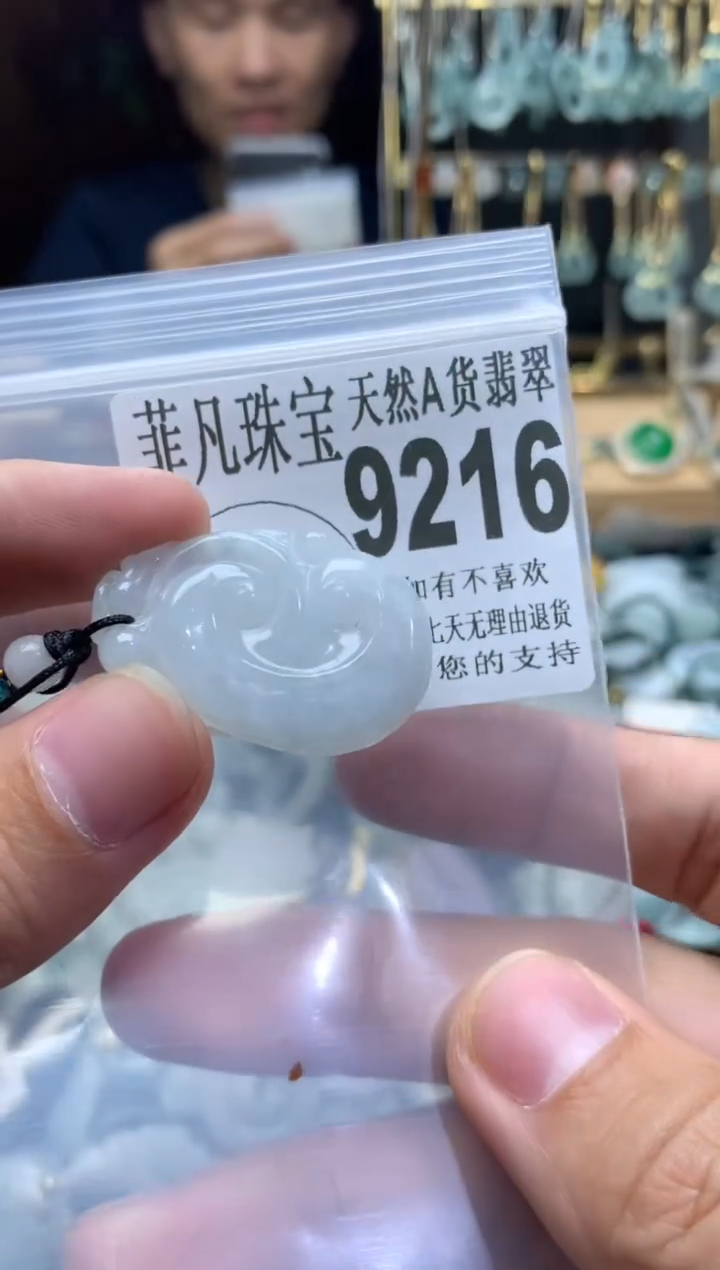 菲凡珠宝 天然A货翡翠
9216
如有不喜欢
七天无理由退货
您的支持